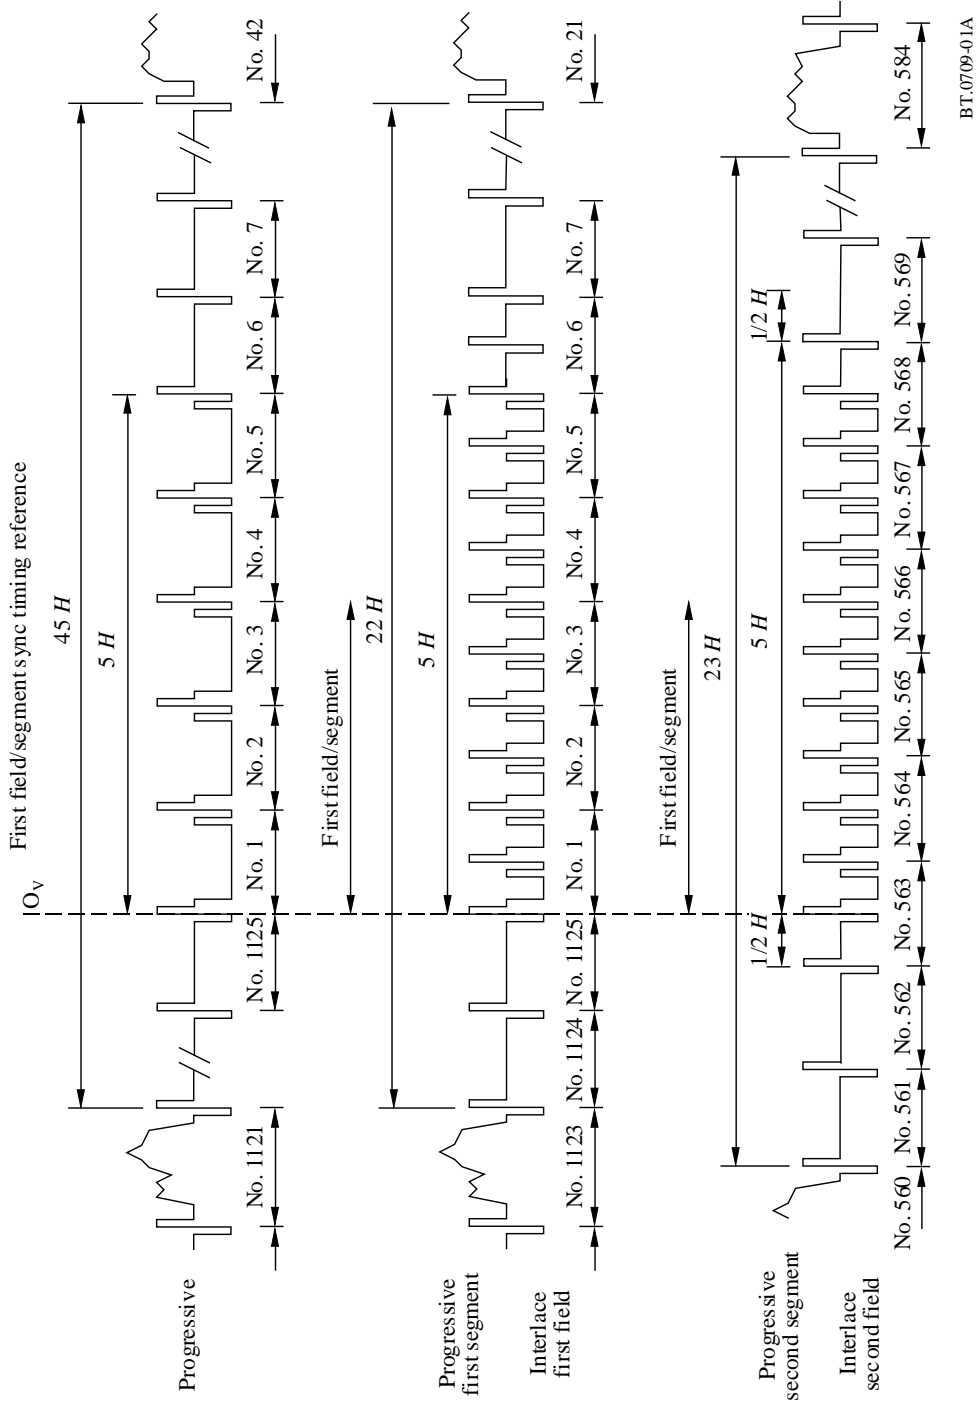 First field/segment sync timing reference
O_V
45 H
5 H
Progressive
No. 1121
No. 1125
No. 1
No. 2
No. 3
No. 4
No. 5
No. 6
No. 7
No. 42
First field/segment
22 H
5 H
Progressive
first segment
Interlace
first field
No. 1123
No. 1124
No. 1125
No. 1
No. 2
No. 3
No. 4
No. 5
No. 6
No. 7
No. 21
First field/segment
23 H
1/2 H
5 H
1/2 H
Progressive
second segment
Interlace
second field
No. 560
No. 561
No. 562
No. 563
No. 564
No. 565
No. 566
No. 567
No. 568
No. 569
No. 584
BT.0709-01A